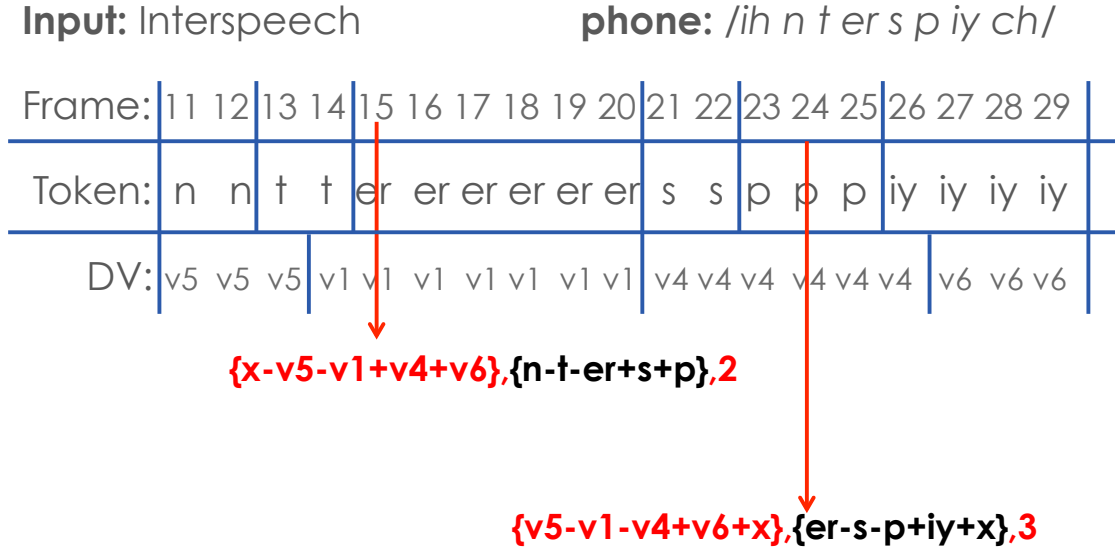 Input: Interspeech phone: /ih n t er s p iy ch/
Frame: 11 12 13 14 15 16 17 18 19 20 21 22 23 24 25 26 27 28 29
Token: n n t t er er er er er er s s p p p iy iy iy iy
DV: v5 v5 v5 v1 v1 v1 v1 v1 v1 v1 v4 v4 v4 v4 v4 v4 v6 v6 v6
{x-v5-v1+v4+v6},{n-t-er+s+p},2
{v5-v1-v4+v6+x},{er-s-p+iy+x},3